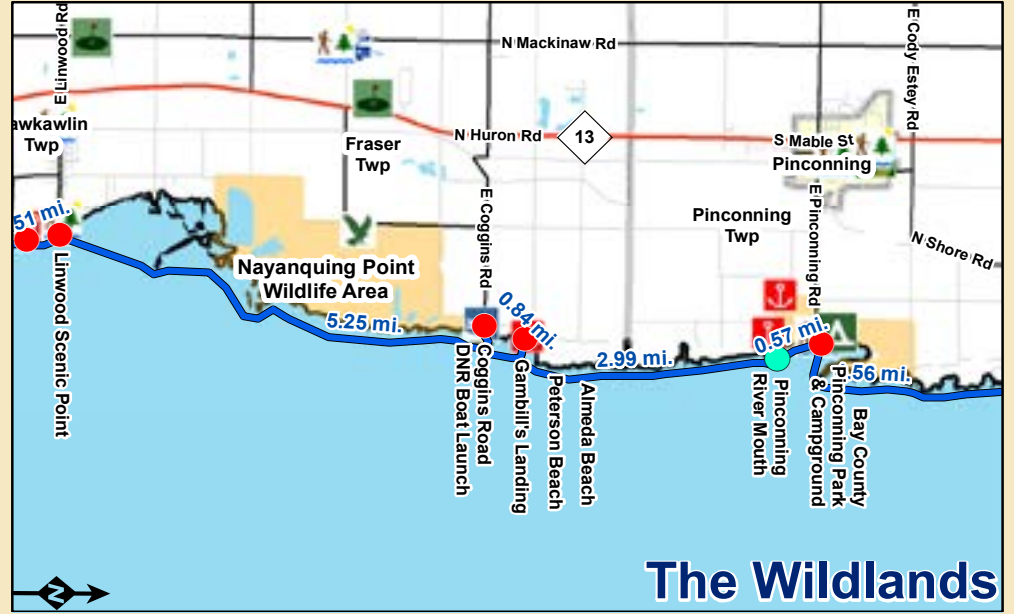 E Linwood Rd
N Mackinaw Rd
E Cody Estey Rd
awkawlin
Twp
Fraser
Twp
N Huron Rd
13
S Mable St
Pinconning
E Coggins Rd
Pinconning
Twp
E Pinconning Rd
N Shore Rd
51 mi.
Nayanquing Point
Wildlife Area
5.25 mi.
0.84 mi.
2.99 mi.
0.57 mi.
.56 mi.
Linwood Scenic Point
Coggins Road
DNR Boat Launch
Gambill's Landing
Peterson Beach
Almeda Beach
Pinconning
River Mouth
Bay County
Pinconning Park
& Campground
N
The Wildlands